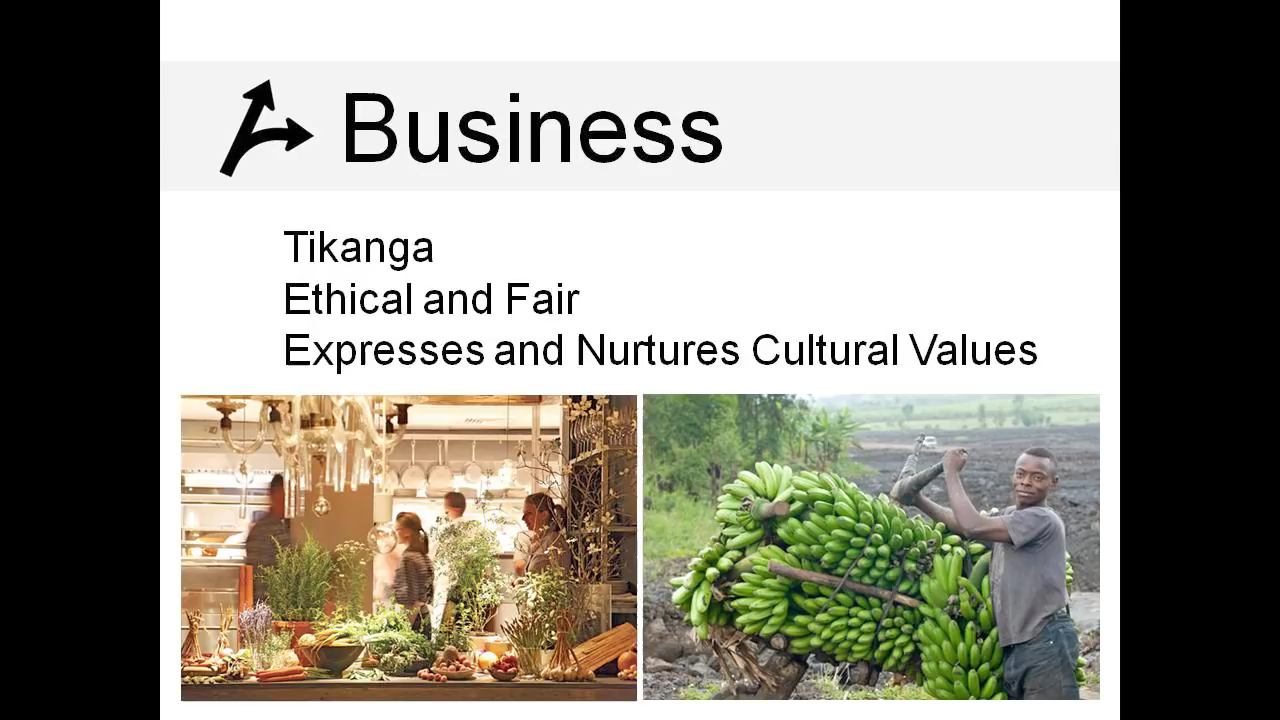 Business
Tikanga
Ethical and Fair
Expresses and Nurtures Cultural Values